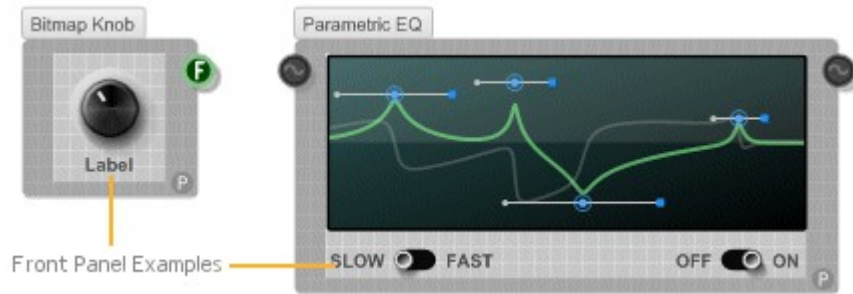 Bitmap Knob
F
Label
P
Parametric EQ
SLOW FAST
OFF ON
P
Front Panel Examples